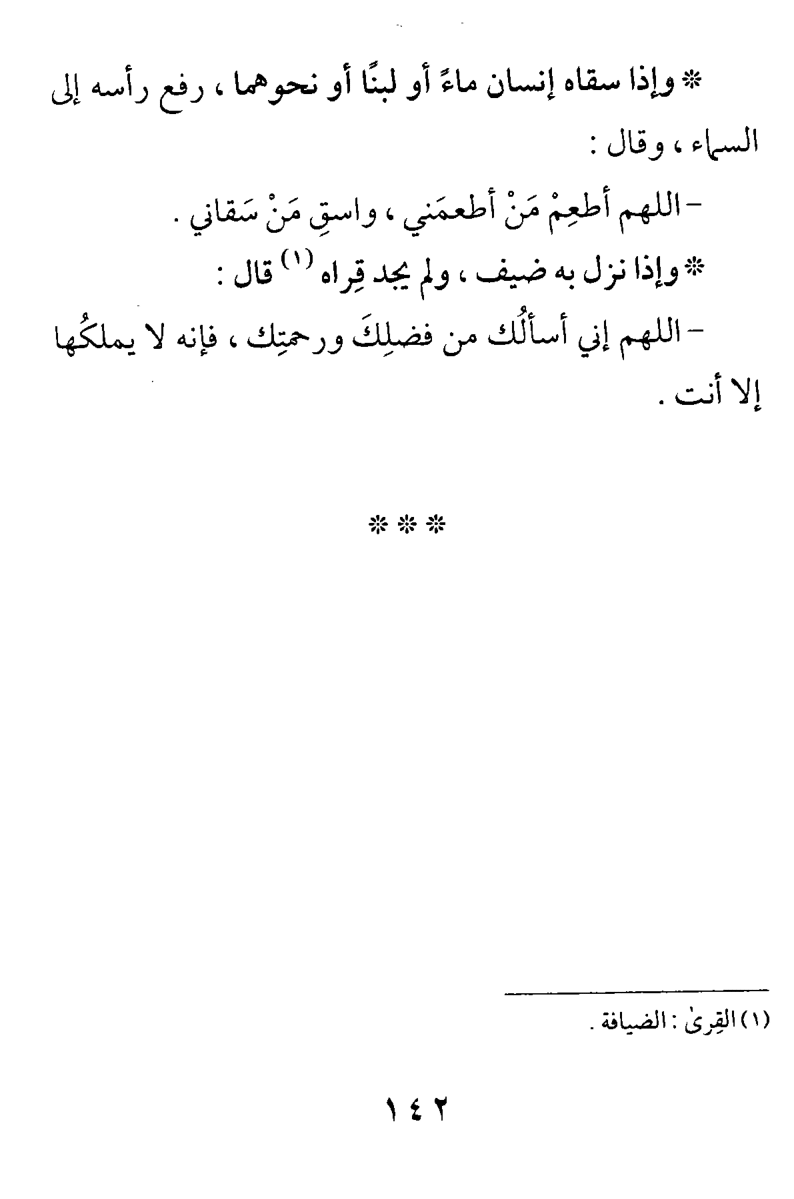 * وإذا سقاه إنسان ماءً أو لبنًا أو نحوهما ، رفع رأسه إلى
السماء ، وقال :
- اللهم أطعِمْ مَنْ أطعمَني ، واسقِ مَنْ سَقاني .
* وإذا نزل به ضيف ، ولم يجد قِراه (١) قال :
- اللهم إني أسألُك من فضلِكَ ورحمتِك ، فإنه لا يملكُها
إلا أنت .
* * *
(١) القِرىٰ : الضيافة .
١٤٢